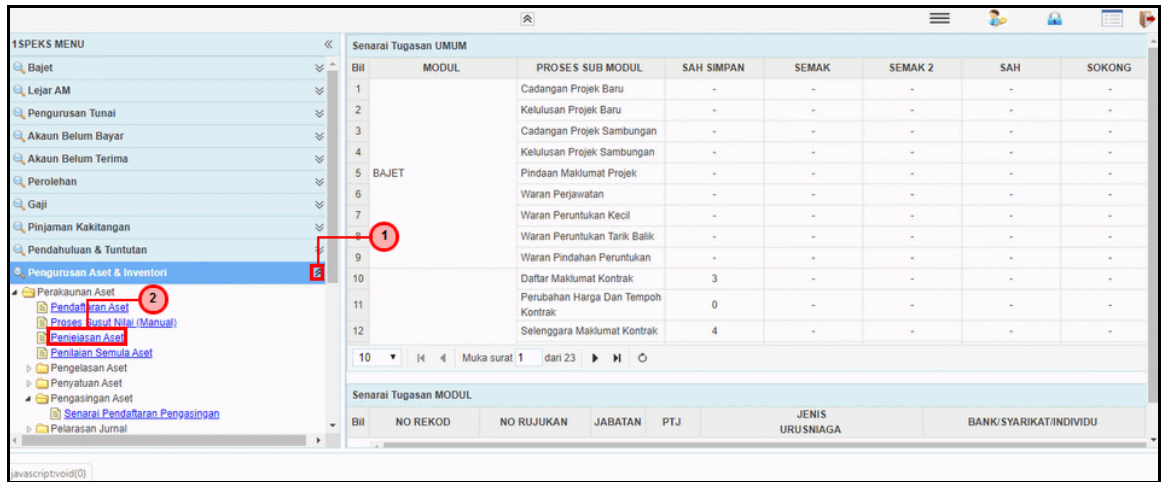 1SPEKS MENU
Bajet
Lejar AM
Pengurusan Tunai
Akaun Belum Bayar
Akaun Belum Terima
Perolehan
Gaji
Pinjaman Kakitangan
Pendahuluan & Tuntutan
Pengurusan Aset & Inventori
1
Perakaunan Aset
2
Pendaftaran Aset
Proses Susut Nilai (Manual)
Penjejasan Aset
Penilaian Semula Aset
Pengelasan Aset
Penyatuan Aset
Pengasingan Aset
Senarai Pendaftaran Pengasingan
Pelarasan Jurnal
Senarai Tugasan UMUM
Bil MODUL PROSES SUB MODUL SAH SIMPAN SEMAK SEMAK 2 SAH SOKONG
1 Cadangan Projek Baru - - - - -
2 Kelulusan Projek Baru - - - - -
3 Cadangan Projek Sambungan - - - - -
4 Kelulusan Projek Sambungan - - - - -
5 BAJET Pindaan Maklumat Projek - - - - -
6 Waran Perjawatan - - - - -
7 Waran Peruntukan Kecil - - - - -
8 Waran Peruntukan Tarik Balik - - - - -
9 Waran Pindahan Peruntukan - - - - -
10 Daftar Maklumat Kontrak 3 - - - -
11 Perubahan Harga Dan Tempoh Kontrak 0 - - - -
12 Selenggara Maklumat Kontrak 4 - - - -
10 Muka surat 1 dari 23
Senarai Tugasan MODUL
Bil NO REKOD NO RUJUKAN JABATAN PTJ JENIS URUSNIAGA BANK/SYARIKAT/INDIVIDU
javascript:void(0)